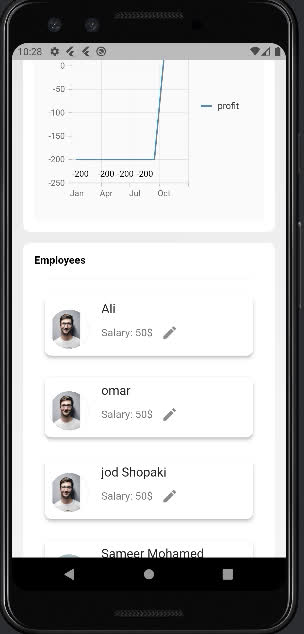 10:28
0
-50
-100
-150
-200
-250
-200 -200 -200 -200
Jan Apr Jul Oct
profit
Employees
Ali
Salary: 50$
omar
Salary: 50$
jod Shopaki
Salary: 50$
Sameer Mohamed